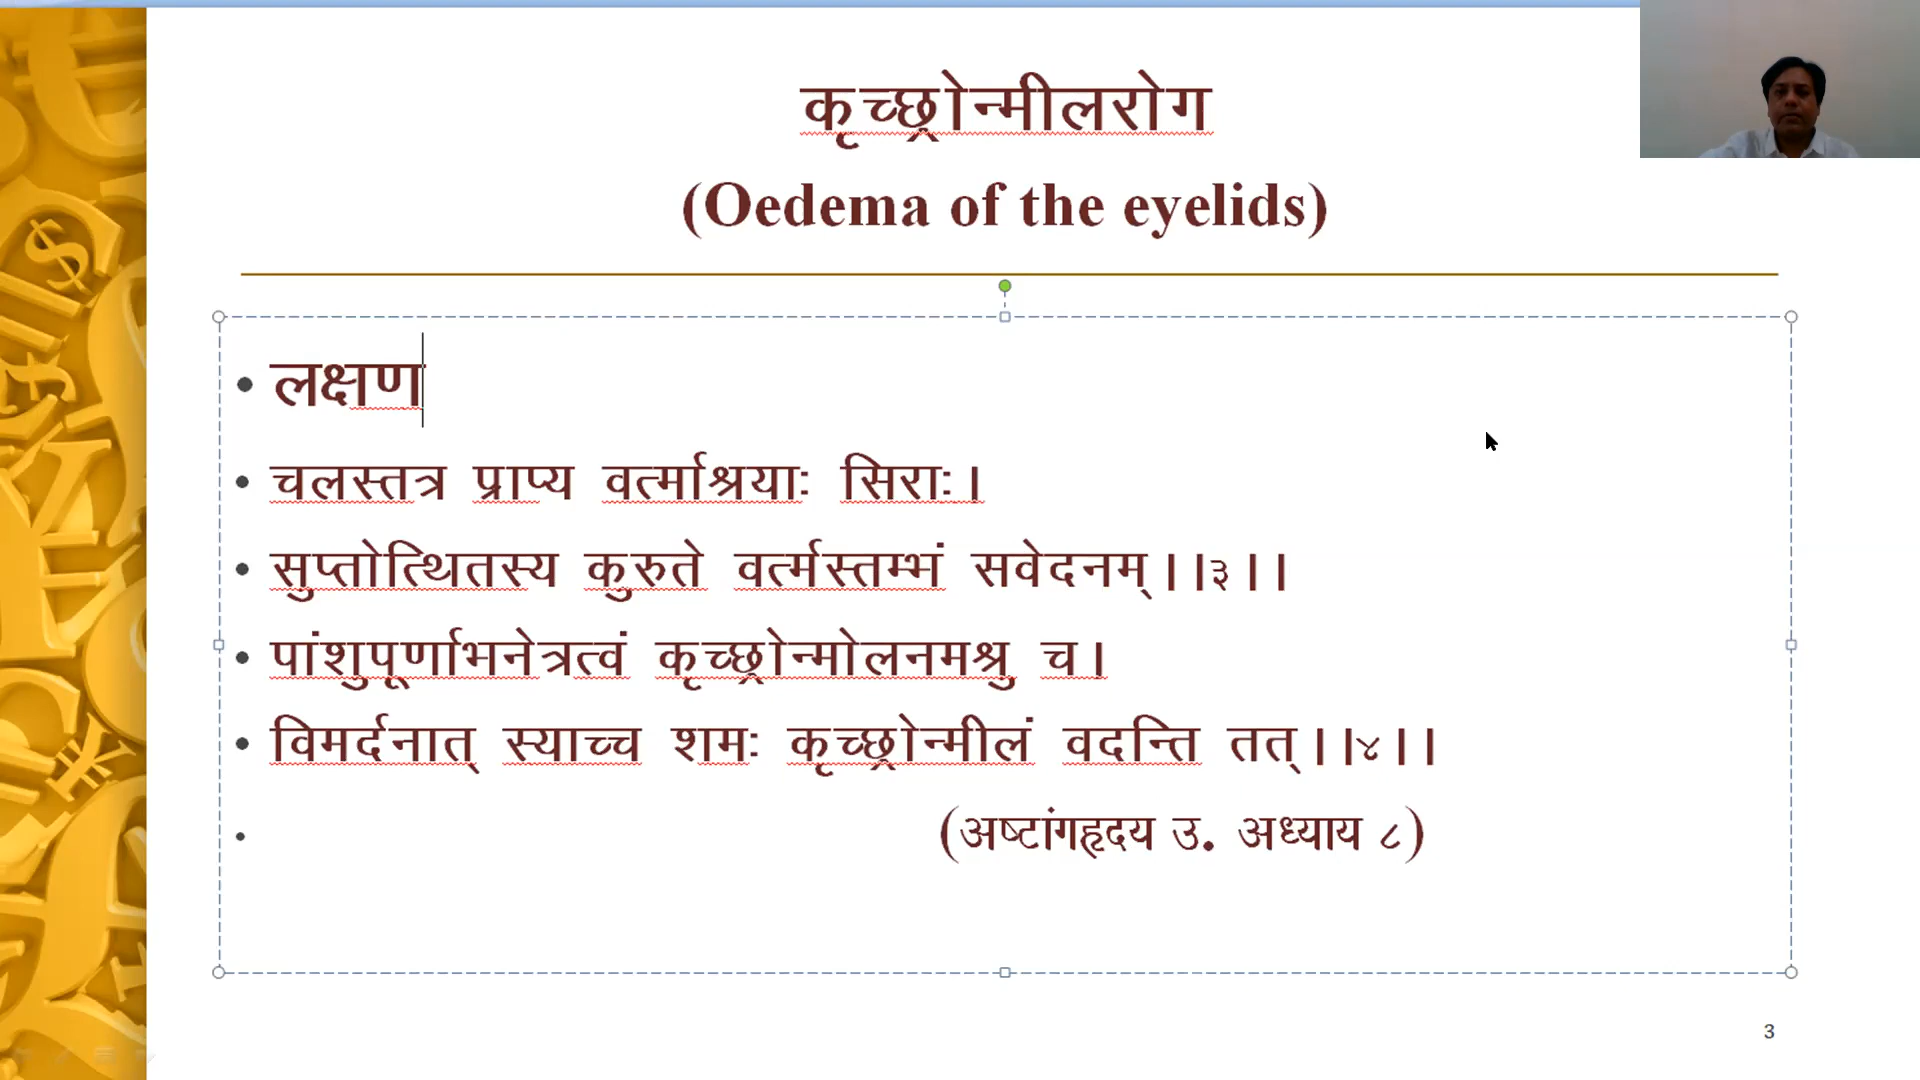 कृच्छ्रोन्मीलरोग
(Oedema of the eyelids)
• लक्षण
• चलस्तत्र प्राप्य वर्त्माश्रयाः सिराः।
• सुप्तोत्थितस्य कुरुते वर्त्मस्तम्भं सवेदनम्।।३।।
• पांशुपूर्णाभनेत्रत्वं कृच्छ्रोन्मोलनमश्रु च।
• विमर्दनात् स्याच्च शमः कृच्छ्रोन्मीलं वदन्ति तत्।।४।।
• (अष्टांगहृदय उ. अध्याय ८)
3